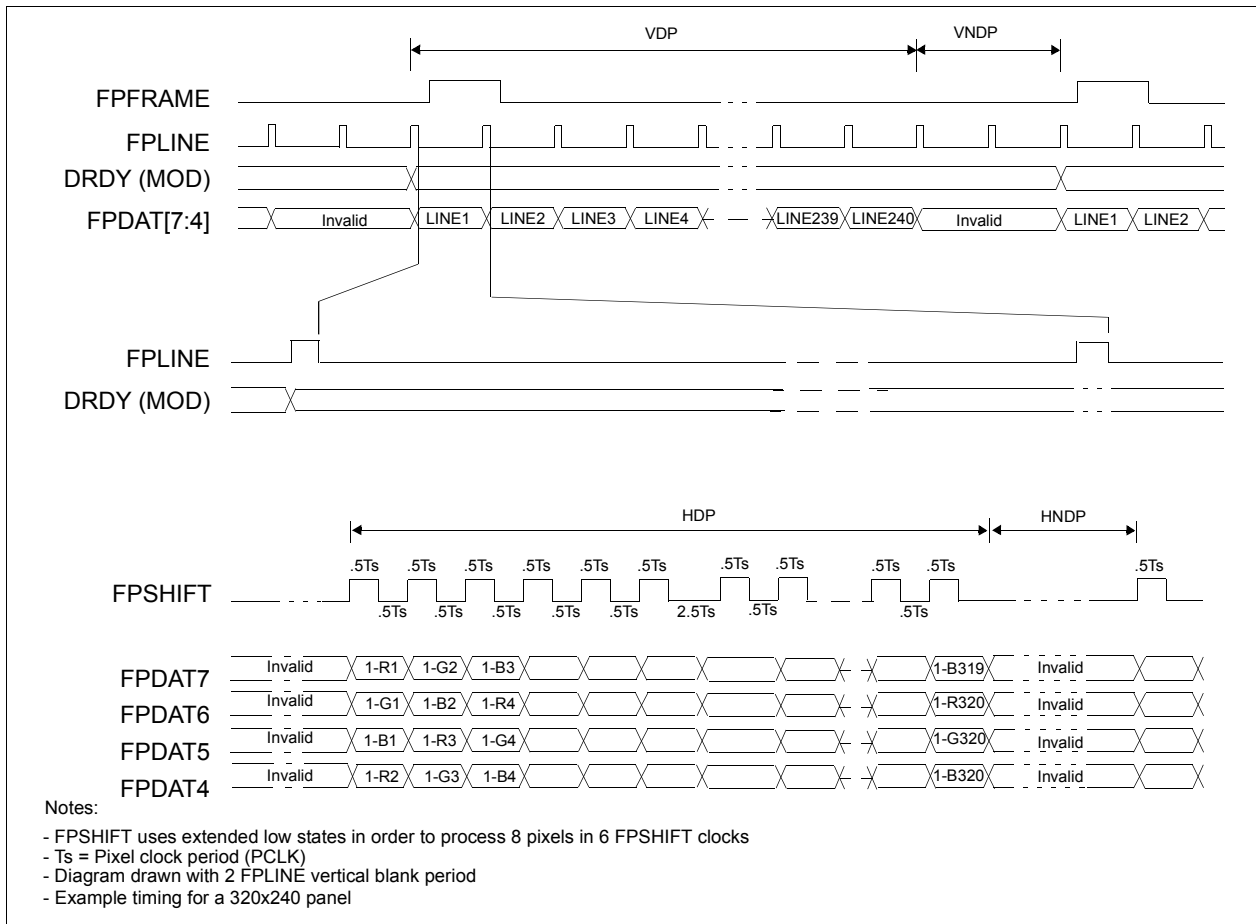 VDP VNDP
FPFRAME
FPLINE
DRDY (MOD)
FPDAT[7:4] Invalid LINE1 LINE2 LINE3 LINE4 LINE239 LINE240 Invalid LINE1 LINE2
FPLINE
DRDY (MOD)
HDP HNDP
.5Ts .5Ts .5Ts .5Ts .5Ts .5Ts .5Ts .5Ts .5Ts .5Ts .5Ts
FPSHIFT
.5Ts .5Ts .5Ts .5Ts .5Ts 2.5Ts .5Ts .5Ts
FPDAT7 Invalid 1-R1 1-G2 1-B3 1-B319 Invalid
FPDAT6 Invalid 1-G1 1-B2 1-R4 1-R320 Invalid
FPDAT5 Invalid 1-B1 1-R3 1-G4 1-G320 Invalid
FPDAT4 Invalid 1-R2 1-G3 1-B4 1-B320 Invalid
Notes:
- FPSHIFT uses extended low states in order to process 8 pixels in 6 FPSHIFT clocks
- Ts = Pixel clock period (PCLK)
- Diagram drawn with 2 FPLINE vertical blank period
- Example timing for a 320x240 panel